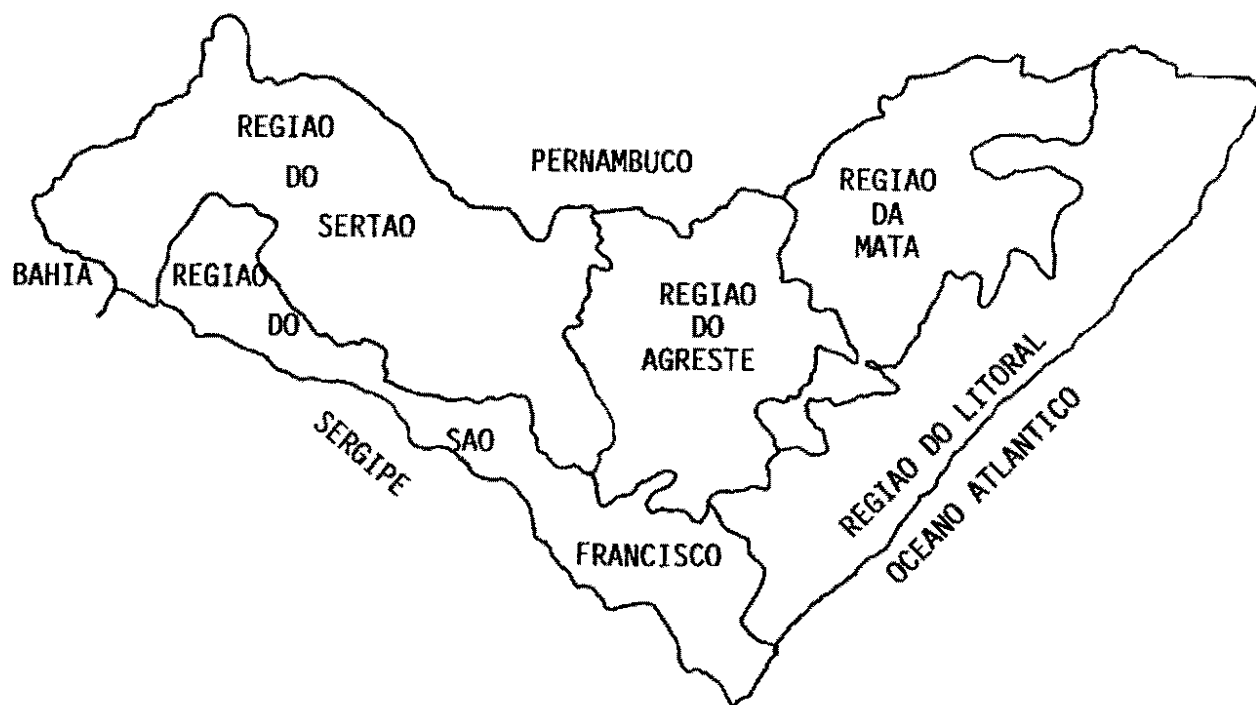 REGIAO
DO
SERTAO
PERNAMBUCO
REGIAO
DA
MATA
BAHIA
REGIAO
DO
SAO
FRANCISCO
REGIAO
DO
AGRESTE
SERGIPE
REGIAO DO LITORAL
OCEANO ATLANTICO